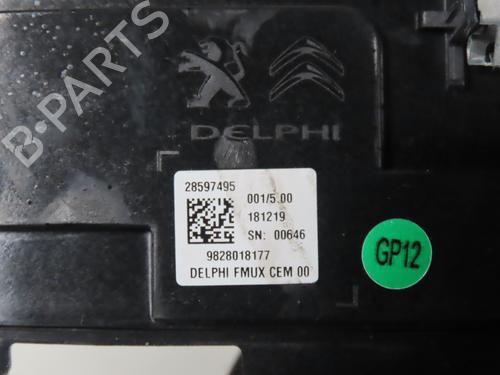 B-PARTS
DELPHI
28597495
001/5.00
181219
SN: 00646
9828018177
DELPHI FMUX CEM 00
GP12